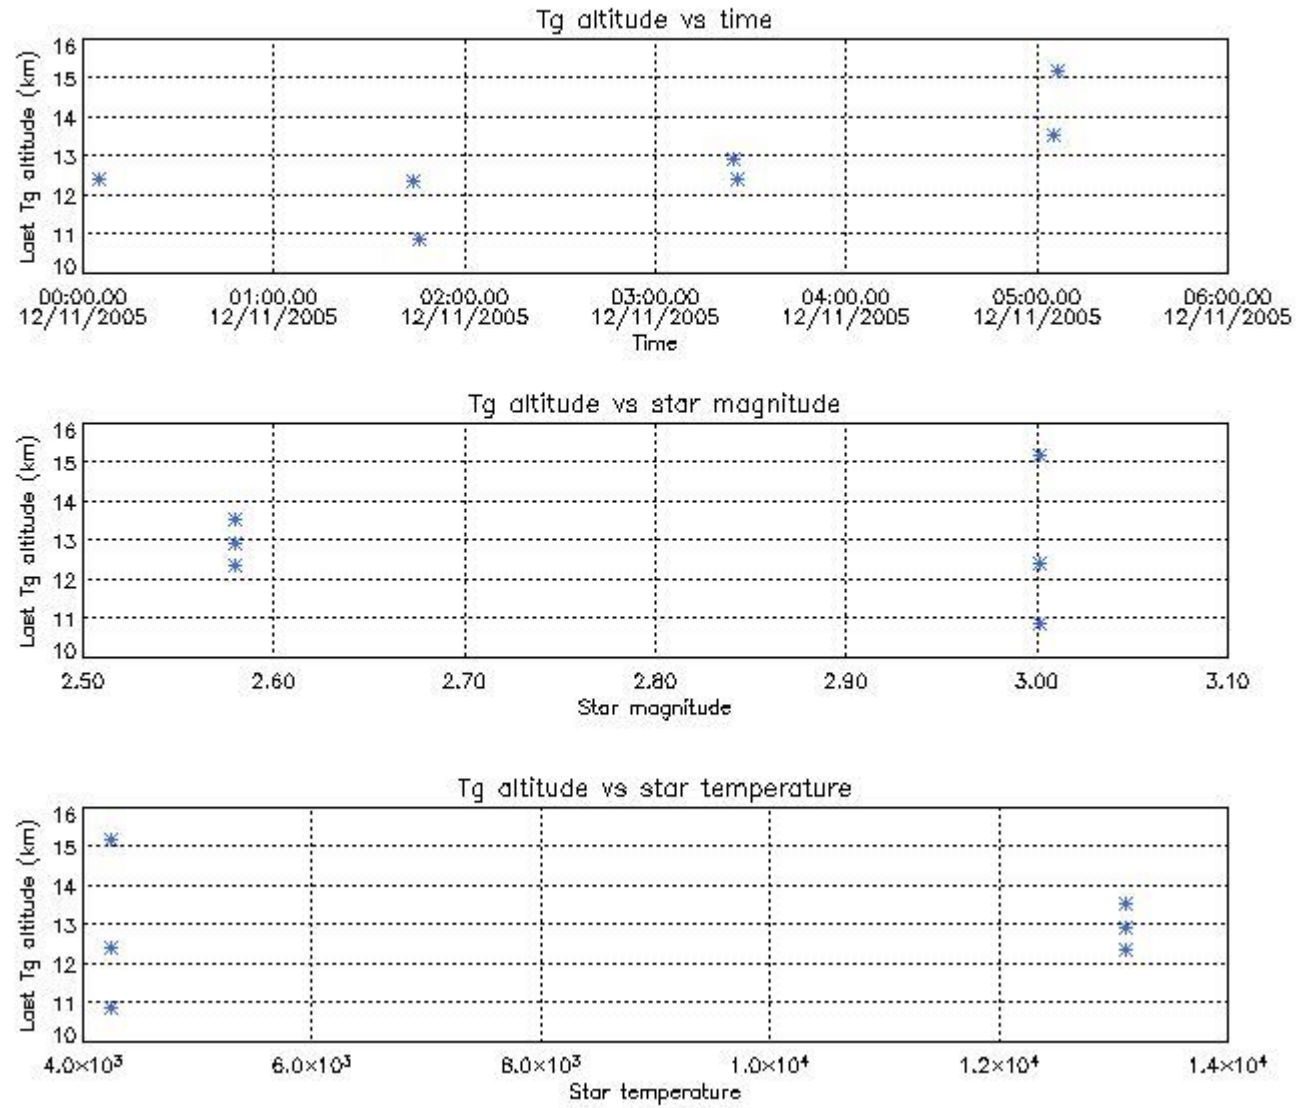 Tg altitude vs time
Last Tg altitude (km)
16
15
14
13
12
11
10
00:00.00 01:00.00 02:00.00 03:00.00 04:00.00 05:00.00 06:00.00
12/11/2005 12/11/2005 12/11/2005 12/11/2005 12/11/2005 12/11/2005 12/11/2005
Time
Tg altitude vs star magnitude
Last Tg altitude (km)
16
15
14
13
12
11
10
2.50 2.60 2.70 2.80 2.90 3.00 3.10
Star magnitude
Tg altitude vs star temperature
Last Tg altitude (km)
16
15
14
13
12
11
10
4.0×10³ 6.0×10³ 8.0×10³ 1.0×10⁴ 1.2×10⁴ 1.4×10⁴
Star temperature